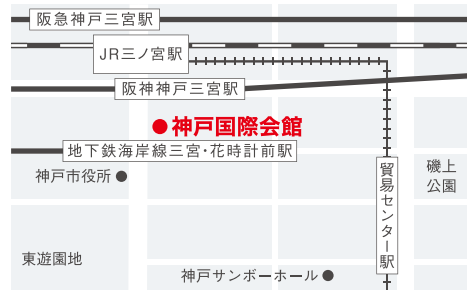 阪急神戸三宮駅
JR三ノ宮駅
阪神神戸三宮駅
●神戸国際会館
地下鉄海岸線三宮・花時計前駅
神戸市役所●
貿易センター駅
磯上
公園
東遊園地
神戸サンボーホール●